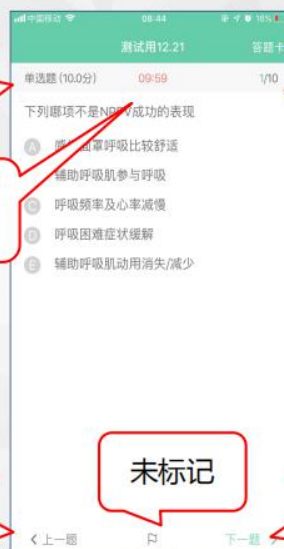 中国移动 08:44 16%
测试用12.21 答题卡
单选题 (10.0分) 09:59 1/10
下列哪项不是NPPV成功的表现
A 面罩呼吸比较舒适
辅助呼吸肌参与呼吸
C 呼吸频率及心率减慢
D 呼吸困难症状缓解
E 辅助呼吸肌动用消失/减少
未标记
上一题 下一题